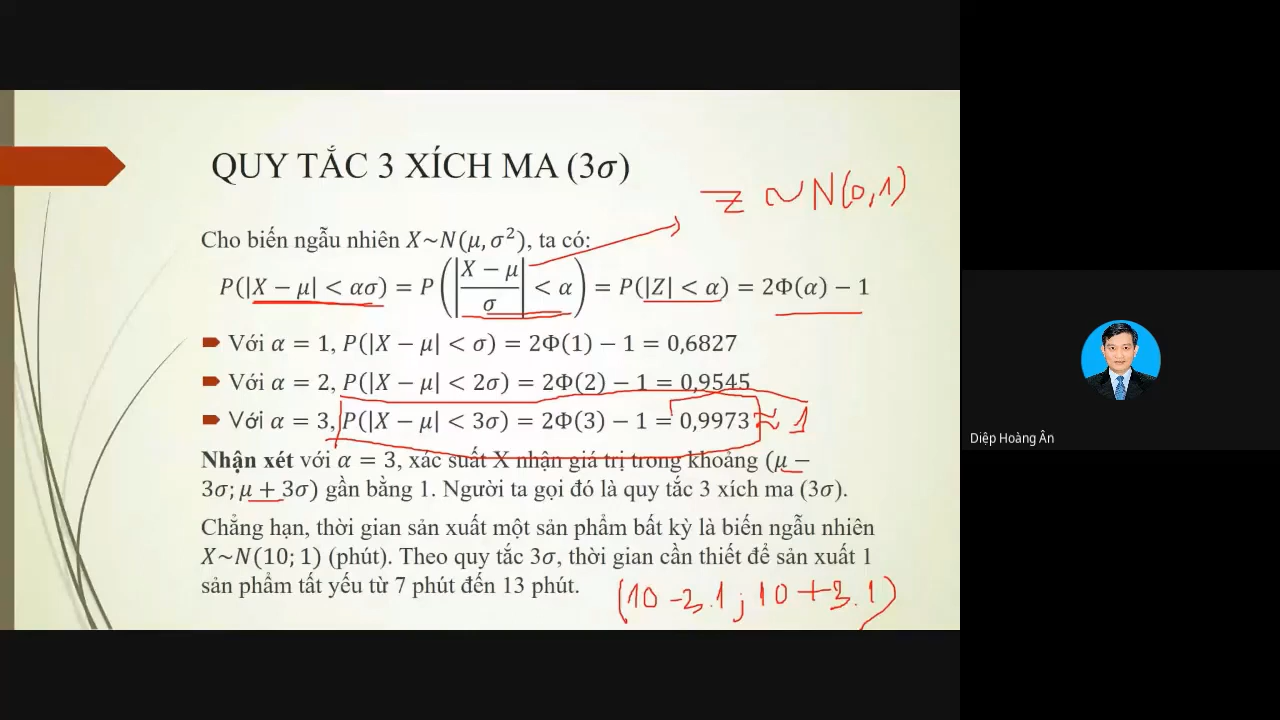 QUY TẮC 3 XÍCH MA (3σ)
Z ~ N(0,1)
Cho biến ngẫu nhiên X~N(μ, σ²), ta có:
P(|X − μ| < ασ) = P(|X − μ / σ| < α) = P(|Z| < α) = 2Φ(α) − 1
Với α = 1, P(|X − μ| < σ) = 2Φ(1) − 1 = 0,6827
Với α = 2, P(|X − μ| < 2σ) = 2Φ(2) − 1 = 0,9545
Với α = 3, P(|X − μ| < 3σ) = 2Φ(3) − 1 = 0,9973 ≈ 1
Nhận xét với α = 3, xác suất X nhận giá trị trong khoảng (μ −
3σ; μ + 3σ) gần bằng 1. Người ta gọi đó là quy tắc 3 xích ma (3σ).
Chẳng hạn, thời gian sản xuất một sản phẩm bất kỳ là biến ngẫu nhiên
X~N(10; 1) (phút). Theo quy tắc 3σ, thời gian cần thiết để sản xuất 1
sản phẩm tất yếu từ 7 phút đến 13 phút.
(10 − 3.1 ; 10 + 3.1)
Diệp Hoàng Ân